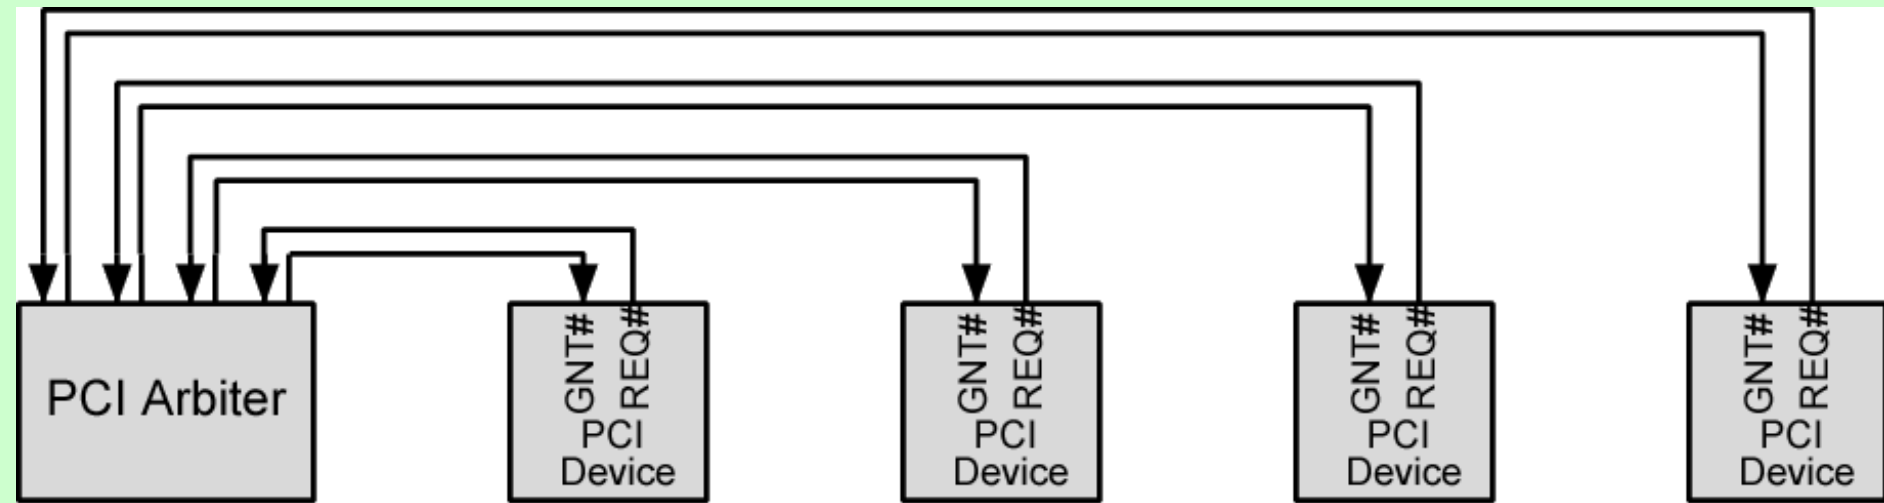 PCI Arbiter
GNT#
REQ#
PCI
Device
GNT#
REQ#
PCI
Device
GNT#
REQ#
PCI
Device
GNT#
REQ#
PCI
Device